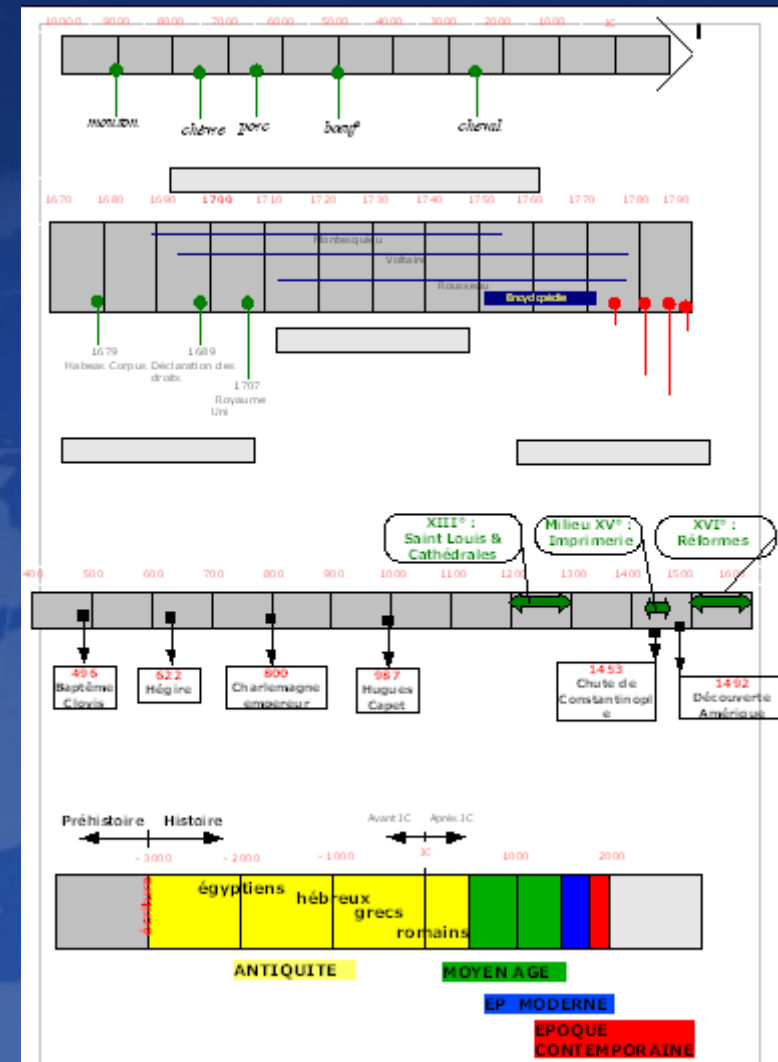 10000 9000 8000 7000 6000 5000 4000 3000 2000 1000 JC
mouton chèvre porc bœuf cheval
1670 1680 1690 1700 1710 1720 1730 1740 1750 1760 1770 1780 1790
Montesquieu
Voltaire
Rousseau
Encyclopédie
1679
Habeas Corpus
1689
Déclaration des
droits
1707
Royaume
Uni
XIII° :
Saint Louis &
Cathédrales
Milieu XV° :
Imprimerie
XVI° :
Réformes
400 500 600 700 800 900 1000 1100 1200 1300 1400 1500 1600
496
Baptême
Clovis
622
Hégire
800
Charlemagne
empereur
987
Hugues
Capet
1453
Chute de
Constantinopl
e
1492
Découverte
Amérique
Préhistoire Histoire
Avant JC Après JC
- 3000 - 2000 - 1000 JC 1000 2000
écriture
égyptiens
hébreux
grecs
romains
ANTIQUITE
MOYEN AGE
EP MODERNE
EPOQUE
CONTEMPORAINE